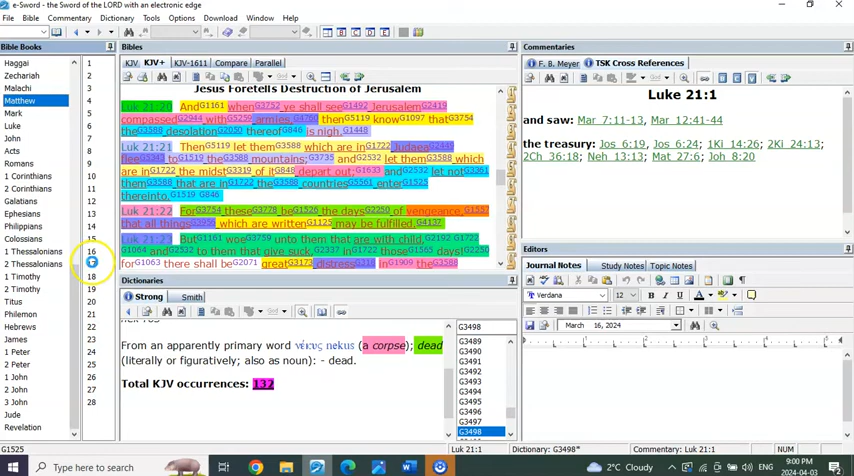 e-Sword - the Sword of the LORD with an electronic edge
File Bible Commentary Dictionary Tools Options Download Window Help
Bible Books
Haggai
Zechariah
Malachi
Matthew
Mark
Luke
John
Acts
Romans
1 Corinthians
2 Corinthians
Galatians
Ephesians
Philippians
Colossians
1 Thessalonians
2 Thessalonians
1 Timothy
2 Timothy
Titus
Philemon
Hebrews
James
1 Peter
2 Peter
1 John
2 John
3 John
Jude
Revelation
1
2
3
4
5
6
7
8
9
10
11
12
13
14
15
18
19
20
21
22
23
24
25
26
27
28
Bibles
KJV KJV+ KJV-1611 Compare Parallel
Jesus Foretells Destruction of Jerusalem
Luk 21:20 And G1161 when G3752 ye shall see G1492 Jerusalem G2419
compassed G2944 with G5259 armies, G4760 then G5119 know G1097 that G3754
the G3588 desolation G2050 thereof G846 is nigh. G1448
Luk 21:21 Then G5119 let them G3588 which are in G1722 Judaea G2449
flee G5343 to G1519 the G3588 mountains; G3735 and G2532 let them G3588 which
are in G1722 the midst G3319 of it G848 depart out; G1633 and G2532 let not G3361
them G3588 that are in G1722 the G3588 countries G5561 enter G1525
thereinto. G1519 G846
Luk 21:22 For G3754 these G3778 be G1526 the days G2250 of vengeance, G1557
that all things G3956 which are written G1125 may be fulfilled. G4137
Luk 21:23 But G1161 woe G3759 unto them that are with child, G2192 G1722
G1064 and G2532 to them that give suck, G2337 in G1722 those G1565 days G2250
for G1063 there shall be G2071 great G3173 distress G318 in G1909 the G3588
Dictionaries
Strong Smith
From an apparently primary word νέκυς nekus (a corpse); dead
(literally or figuratively; also as noun): - dead.
Total KJV occurrences: 132
G3498
G3489
G3490
G3491
G3492
G3493
G3494
G3495
G3496
G3497
G3498
Commentaries
F. B. Meyer TSK Cross References
Luke 21:1
and saw: Mar 7:11-13, Mar 12:41-44
the treasury: Jos 6:19, Jos 6:24, 1Ki 14:26; 2Ki 24:13;
2Ch 36:18; Neh 13:13; Mat 27:6; Joh 8:20
Editors
Journal Notes Study Notes Topic Notes
Verdana 12 B I U A
March 16, 2024
G1525 Luk 21:1 Dictionary: G3498* Commentary: Luk 21:1 NUM
Type here to search
2°C Cloudy
9:00 PM
2024-04-03